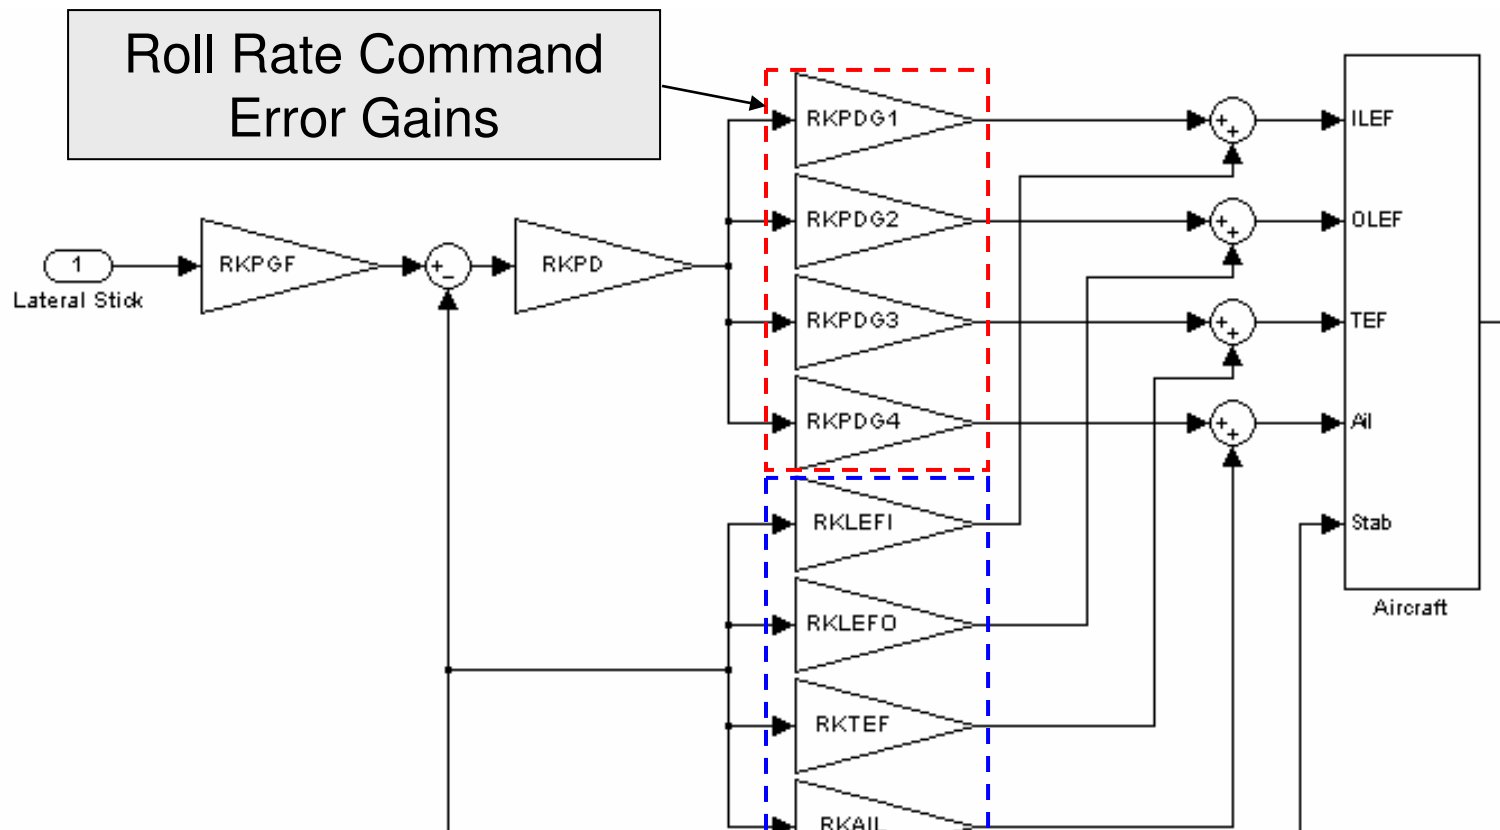 Roll Rate Command
Error Gains
RKPDG1
ILEF
RKPDG2
OLEF
1
RKPGF
RKPD
Lateral Stick
RKPDG3
TEF
RKPDG4
Ail
RKLEFI
Stab
Aircraft
RKLEFO
RKTEF
RKAIL